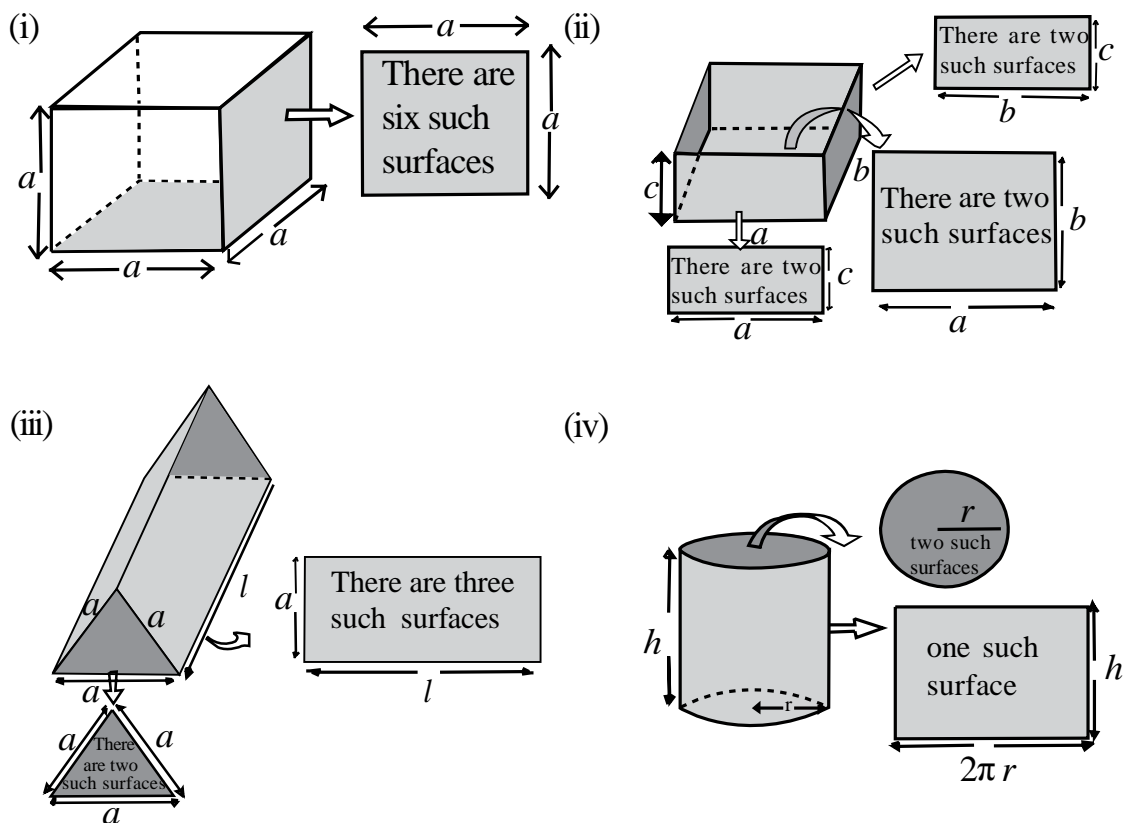 (i)
a
There are
six such
surfaces
a
a
a
a
(ii)
There are two
such surfaces
c
b
c
b
There are two
such surfaces
b
a
a
There are two
such surfaces
c
a
(iii)
a
a
l
a
There are three
such surfaces
a
l
a
a
There
are two
such surfaces
a
(iv)
r
two such
surfaces
h
r
one such
surface
h
2π r